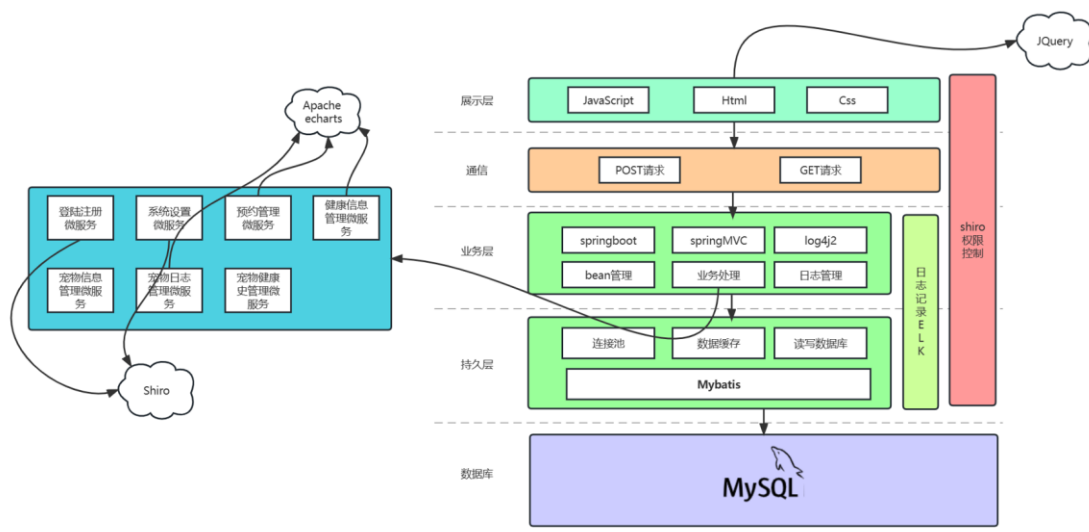 JQuery
展示层
JavaScript
Html
Css
Apache
echarts
通信
POST请求
GET请求
登陆注册
微服务
系统设置
微服务
预约管理
微服务
健康信息
管理微服
务
宠物信息
管理微服
务
宠物日志
管理微服
务
宠物健康
史管理微服
务
业务层
springboot
springMVC
log4j2
bean管理
业务处理
日志管理
shiro
权限
控制
日志记录ELK
持久层
连接池
数据缓存
读写数据库
Mybatis
Shiro
数据库
MySQL